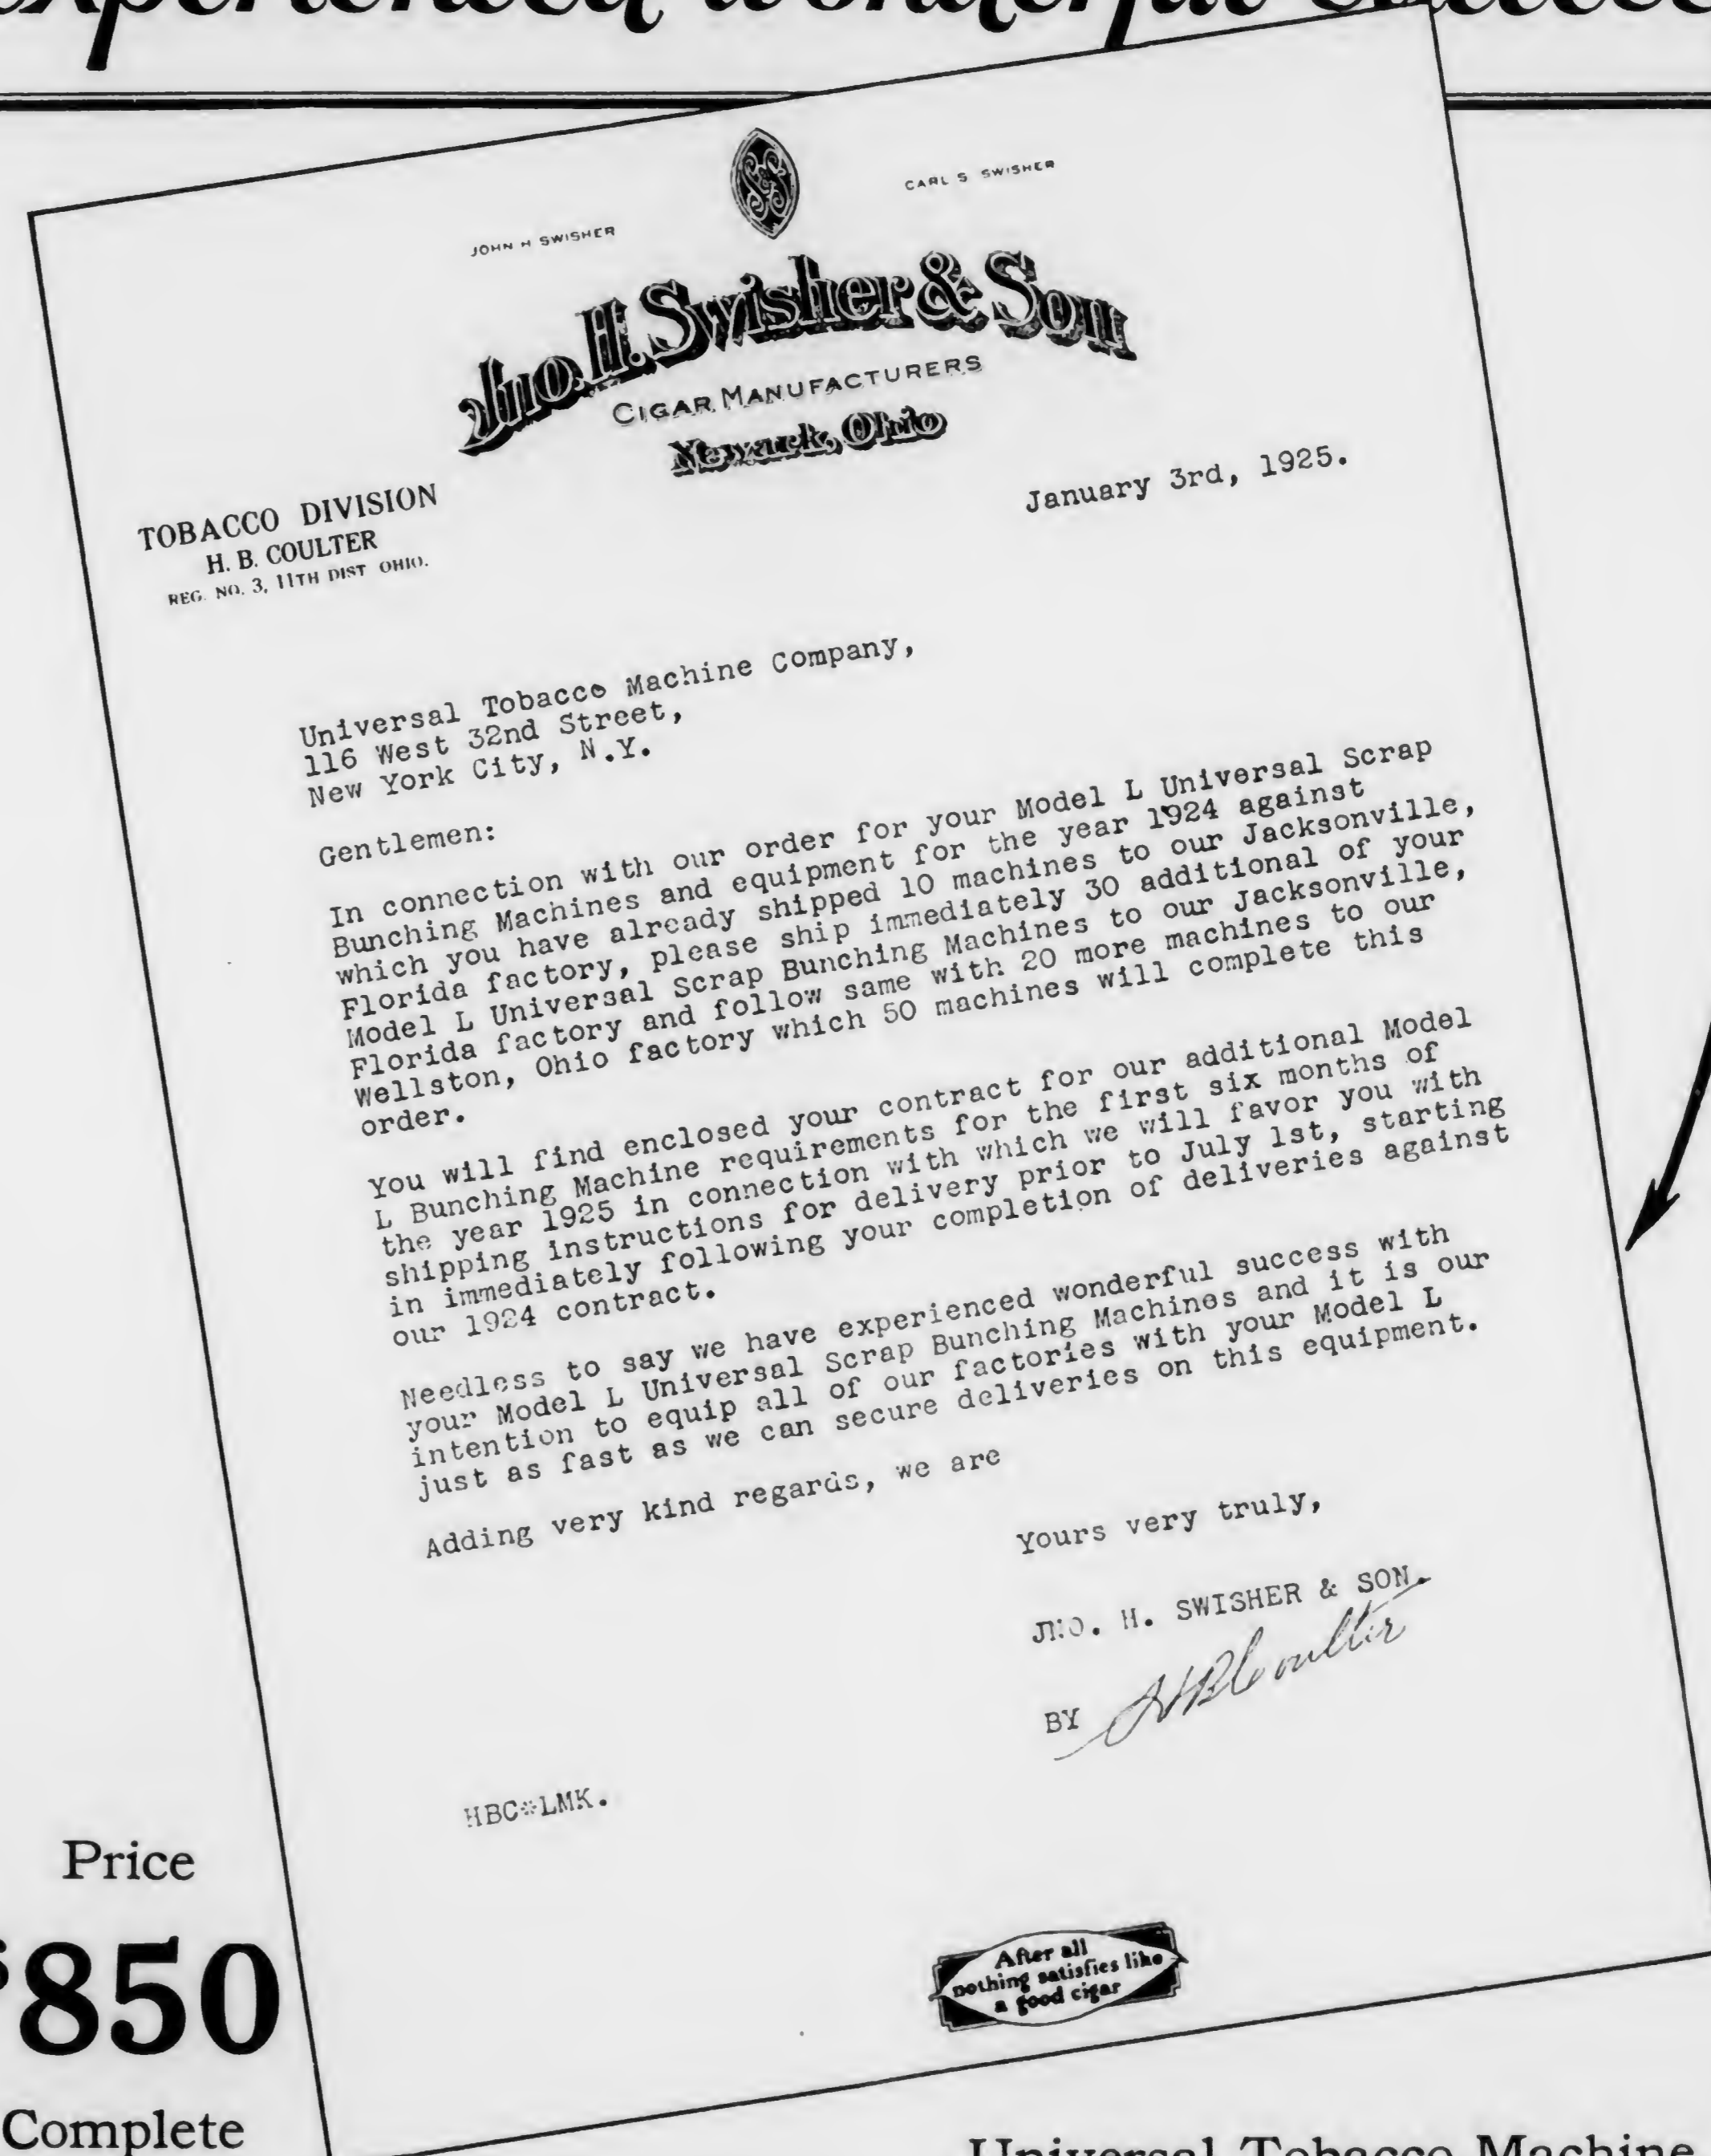 experienced wonderful
JOHN H SWISHER
CARL S SWISHER
S&S
Jno. H. Swisher & Son
CIGAR MANUFACTURERS
Newark, Ohio
January 3rd, 1925.
TOBACCO DIVISION
H. B. COULTER
REG. NO. 3, 11TH DIST OHIO.
Universal Tobacco Machine Company,
116 West 32nd Street,
New York City, N.Y.
Gentlemen:
In connection with our order for your Model L Universal Scrap
Bunching Machines and equipment for the year 1924 against
which you have already shipped 10 machines to our Jacksonville,
Florida factory, please ship immediately 30 additional of your
Model L Universal Scrap Bunching Machines to our Jacksonville,
Florida factory and follow same with 20 more machines to our
Wellston, Ohio factory which 50 machines will complete this
order.
You will find enclosed your contract for our additional Model
L Bunching Machine requirements for the first six months of
the year 1925 in connection with which we will favor you with
shipping instructions for delivery prior to July 1st, starting
in immediately following your completion of deliveries against
our 1924 contract.
Needless to say we have experienced wonderful success with
your Model L Universal Scrap Bunching Machines and it is our
intention to equip all of our factories with your Model L
just as fast as we can secure deliveries on this equipment.
Adding very kind regards, we are
Yours very truly,
JNO. H. SWISHER & SON.
BY HBCoulter
HBC*LMK.
Price
$850
Complete
After all
nothing satisfies like
a good cigar
Universal Tobacco Machine